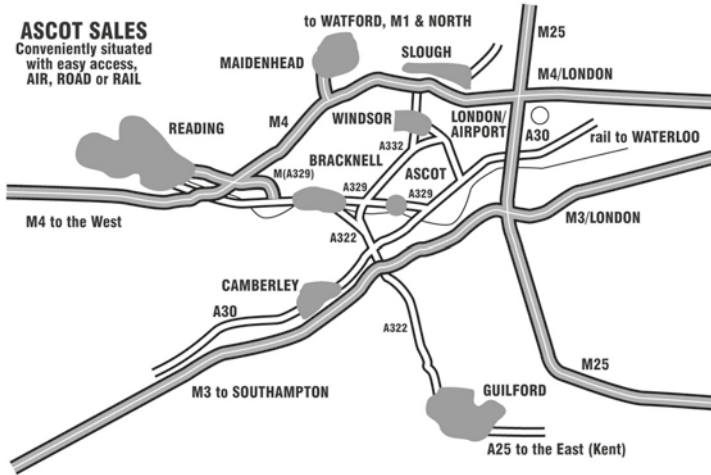 ASCOT SALES
Conveniently situated
with easy access,
AIR, ROAD or RAIL
to WATFORD, M1 & NORTH
M25
MAIDENHEAD
SLOUGH
M4/LONDON
M4
READING
WINDSOR
LONDON/
AIRPORT
A30
rail to WATERLOO
A332
BRACKNELL
M(A329)
ASCOT
A329
A329
M4 to the West
A322
M3/LONDON
CAMBERLEY
A30
A322
M25
M3 to SOUTHAMPTON
GUILFORD
A25 to the East (Kent)